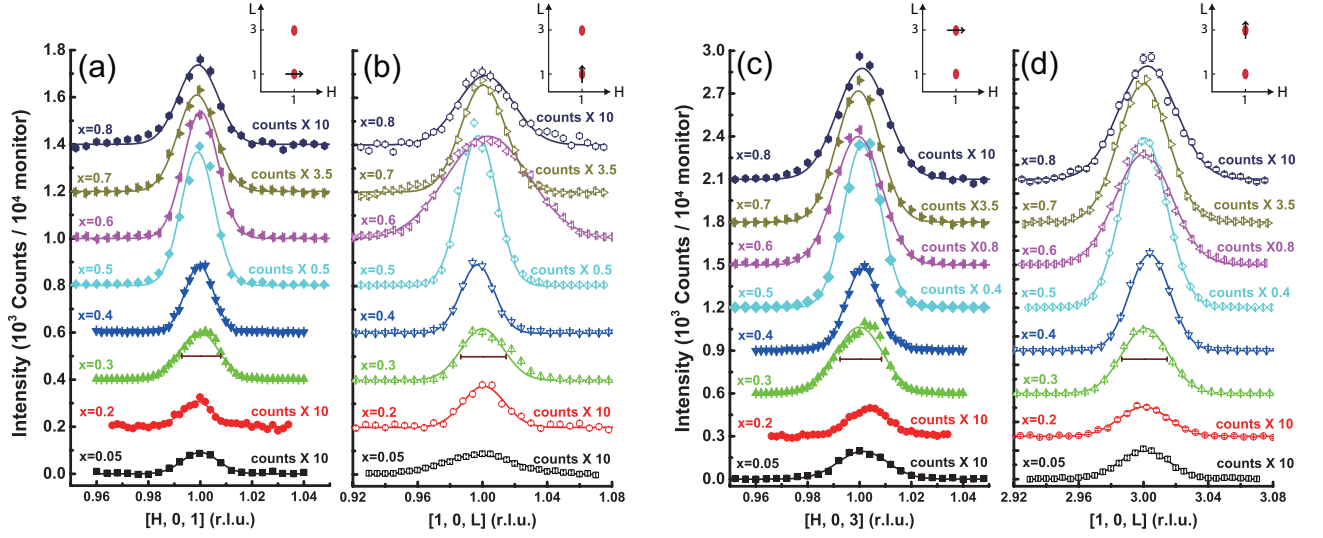 L
3
1
1
H
L
3
1
1
H
L
3
1
1
H
L
3
1
1
H
(a)
(b)
(c)
(d)
Intensity (10³ Counts / 10⁴ monitor)
1.8
1.6
1.4
1.2
1.0
0.8
0.6
0.4
0.2
0.0
x=0.8
counts X 10
x=0.7
counts X 3.5
x=0.6
x=0.5
counts X 0.5
x=0.4
x=0.3
x=0.2
counts X 10
x=0.05
counts X 10
0.96 0.98 1.00 1.02 1.04
[H, 0, 1] (r.l.u.)
x=0.8
counts X 10
x=0.7
counts X 3.5
x=0.6
x=0.5
counts X 0.5
x=0.4
x=0.3
x=0.2
counts X 10
x=0.05
counts X 10
0.92 0.96 1.00 1.04 1.08
[1, 0, L] (r.l.u.)
Intensity (10³ Counts / 10⁴ monitor)
3.0
2.7
2.4
2.1
1.8
1.5
1.2
0.9
0.6
0.3
0.0
x=0.8
counts X 10
x=0.7
counts X3.5
x=0.6
counts X0.8
x=0.5
counts X 0.4
x=0.4
x=0.3
x=0.2
counts X 10
x=0.05
counts X 10
0.96 0.98 1.00 1.02 1.04
[H, 0, 3] (r.l.u.)
x=0.8
counts X 10
x=0.7
counts X 3.5
x=0.6
counts X0.8
x=0.5
counts X 0.4
x=0.4
x=0.3
x=0.2
counts X 10
x=0.05
counts X 10
2.92 2.96 3.00 3.04 3.08
[1, 0, L] (r.l.u.)